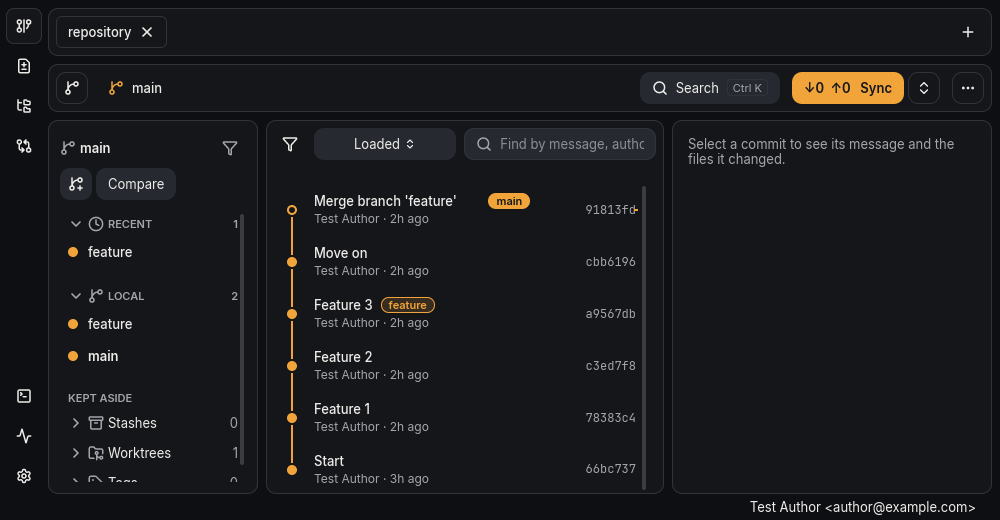 repository
main
Search Ctrl K
↓0 ↑0 Sync
main
Compare
RECENT 1
feature
LOCAL 2
feature
main
KEPT ASIDE
Stashes 0
Worktrees 1
Loaded
Find by message, autho
Merge branch 'feature' main
Test Author · 2h ago
91813fd
Move on
Test Author · 2h ago
cbb6196
Feature 3 feature
Test Author · 2h ago
a9567db
Feature 2
Test Author · 2h ago
c3ed7f8
Feature 1
Test Author · 2h ago
78383c4
Start
Test Author · 3h ago
66bc737
Select a commit to see its message and the
files it changed.
Test Author <author@example.com>